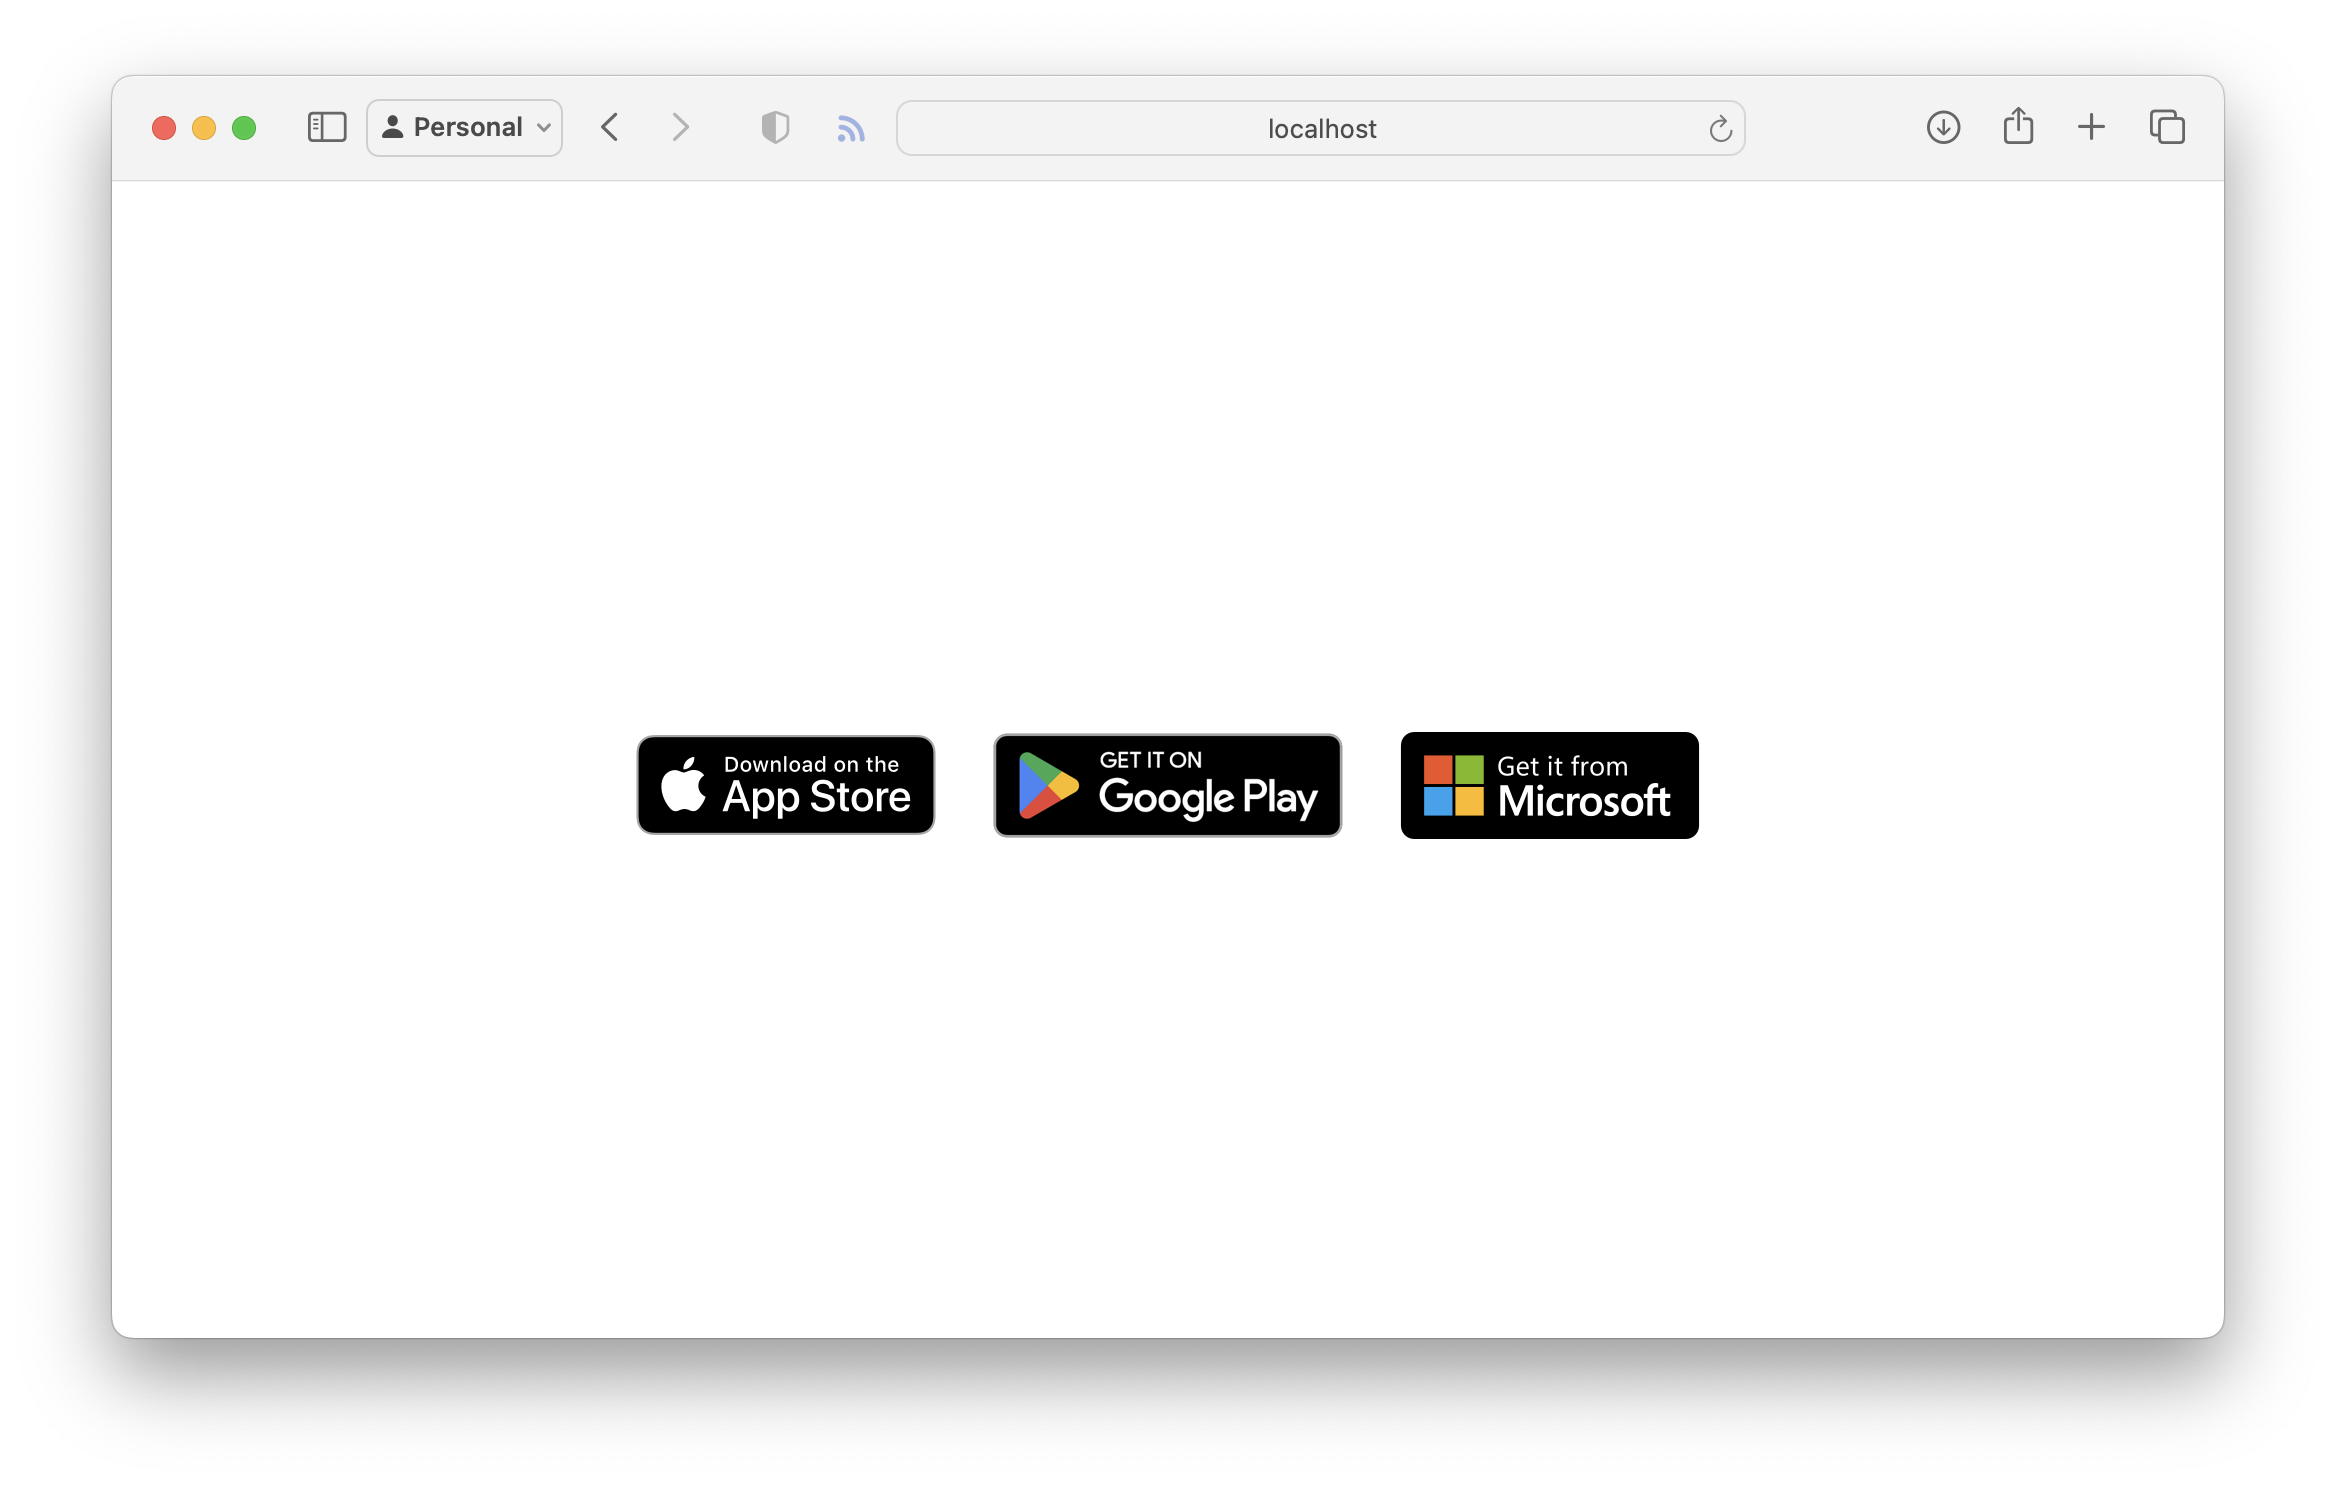 Personal
localhost
Download on the
App Store
GET IT ON
Google Play
Get it from
Microsoft